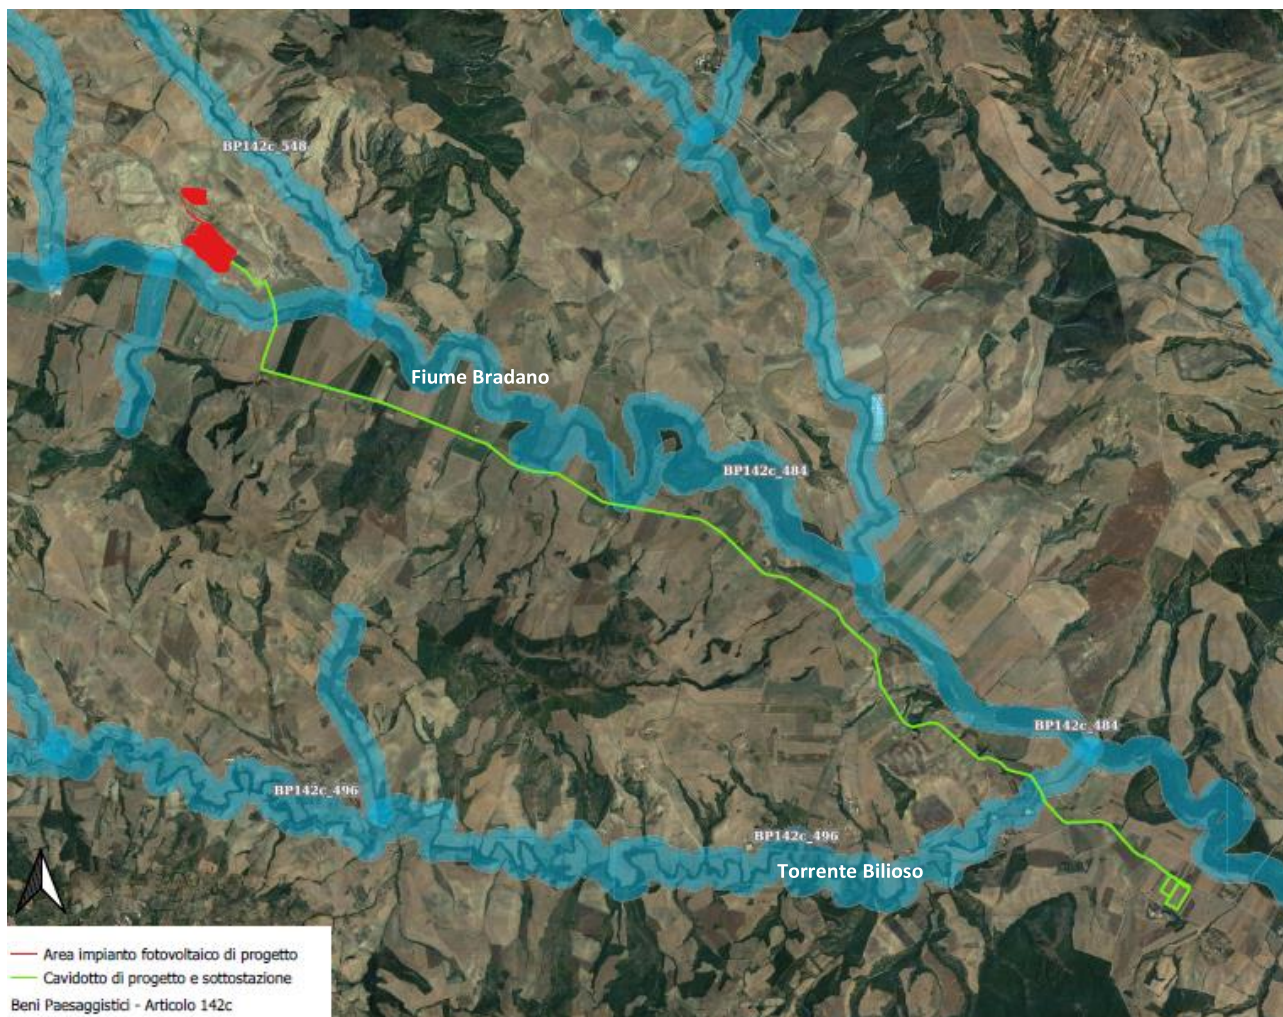 BP142c_548
Fiume Bradano
BP142c_484
BP142c_484
BP142c_496
BP142c_496
Torrente Bilioso
Area impianto fotovoltaico di progetto
Cavidotto di progetto e sottostazione
Beni Paesaggistici - Articolo 142c